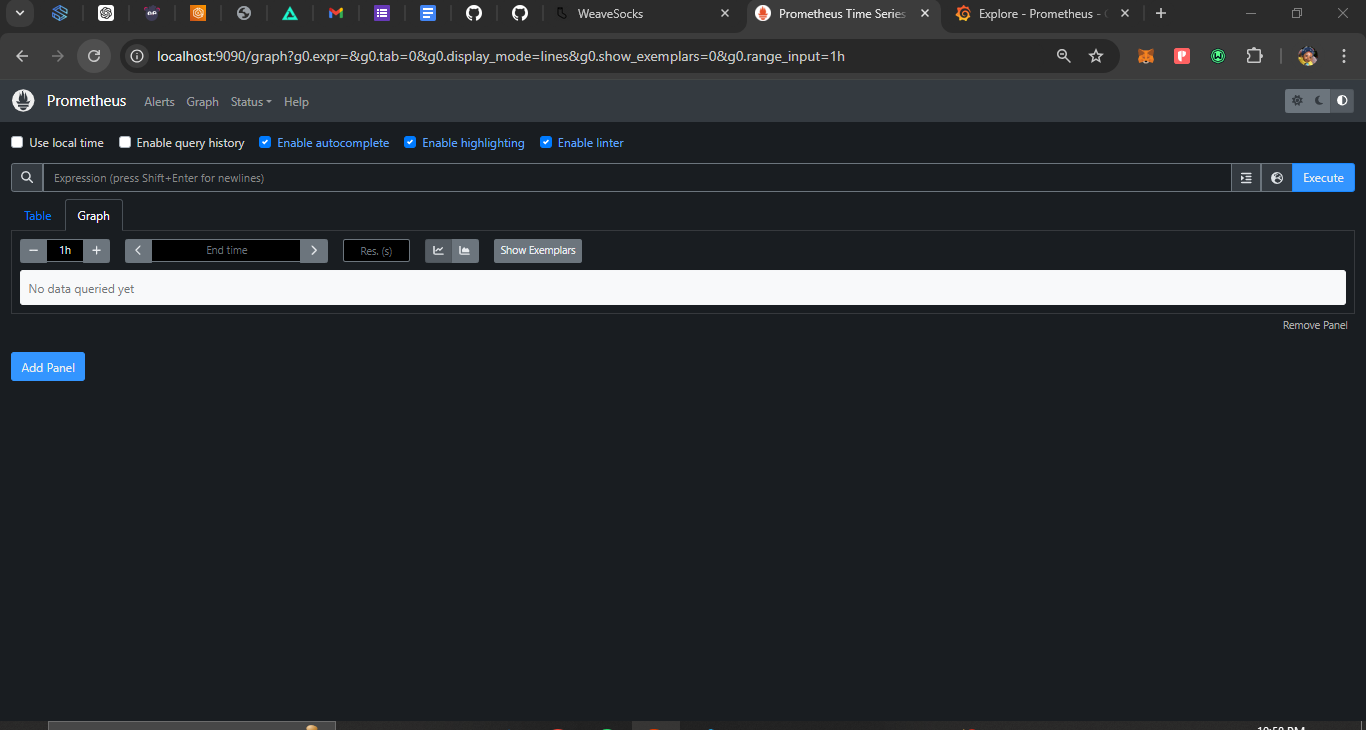 WeaveSocks
Prometheus Time Series
Explore - Prometheus -
localhost:9090/graph?g0.expr=&g0.tab=0&g0.display_mode=lines&g0.show_exemplars=0&g0.range_input=1h
Prometheus Alerts Graph Status Help
Use local time Enable query history Enable autocomplete Enable highlighting Enable linter
Expression (press Shift+Enter for newlines) Execute
Table Graph
1h End time Res. (s) Show Exemplars
No data queried yet
Remove Panel
Add Panel